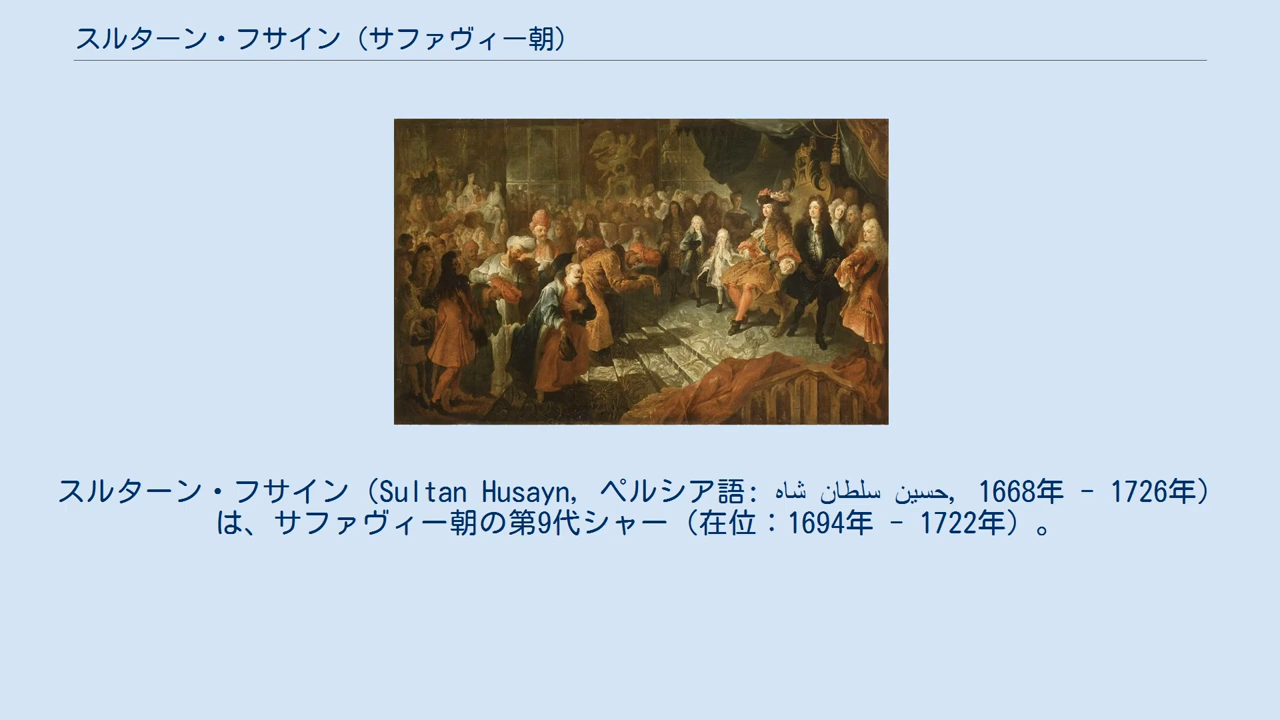 スルターン・フサイン（サファヴィー朝）
スルターン・フサイン（Sultan Husayn, ペルシア語: شاه سلطان حسین, 1668年 - 1726年）
は、サファヴィー朝の第9代シャー（在位：1694年 - 1722年）。